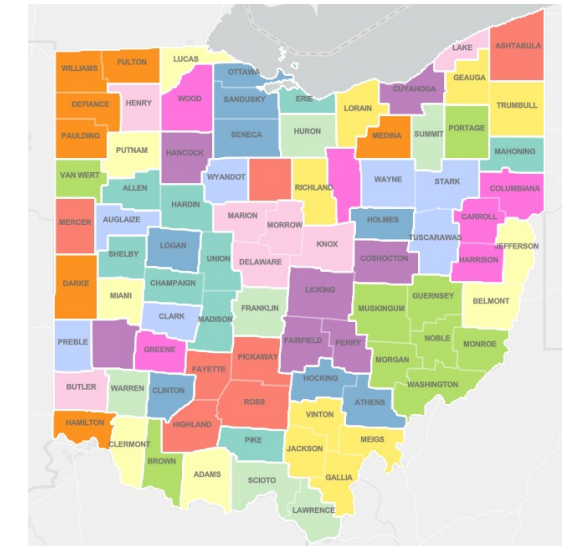 LAKE
ASHTABULA
LUCAS
FULTON
WILLIAMS
OTTAWA
GEAUGA
CUYAHOGA
WOOD
SANDUSKY
ERIE
HENRY
DEFIANCE
LORAIN
TRUMBULL
PORTAGE
SUMMIT
MEDINA
HURON
SENECA
PAULDING
PUTNAM
HANCOCK
MAHONING
VAN WERT
WYANDOT
RICHLAND
WAYNE
STARK
COLUMBIANA
ALLEN
HARDIN
MERCER
AUGLAIZE
MARION
MORROW
HOLMES
CARROLL
TUSCARAWAS
JEFFERSON
LOGAN
KNOX
SHELBY
UNION
DELAWARE
COSHOCTON
HARRISON
DARKE
CHAMPAIGN
LICKING
MIAMI
GUERNSEY
BELMONT
FRANKLIN
MUSKINGUM
CLARK
MADISON
PREBLE
GREENE
FAIRFIELD
PERRY
NOBLE
MONROE
PICKAWAY
MORGAN
FAYETTE
BUTLER
WARREN
CLINTON
HOCKING
WASHINGTON
ROSS
ATHENS
HAMILTON
HIGHLAND
VINTON
CLERMONT
PIKE
MEIGS
BROWN
JACKSON
ADAMS
SCIOTO
GALLIA
LAWRENCE